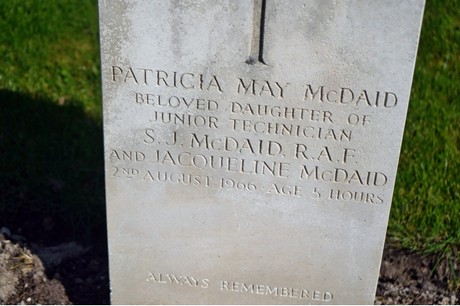 PATRICIA MAY McDAID
BELOVED DAUGHTER OF
JUNIOR TECHNICIAN
S. J. McDAID, R.A.F.
AND JACQUELINE McDAID
2ND AUGUST 1966 · AGE 5 HOURS
ALWAYS REMEMBERED